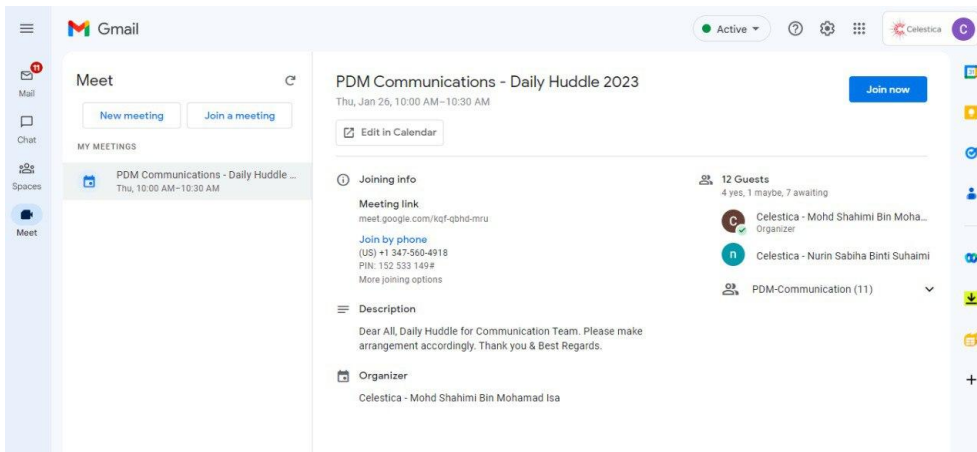 Gmail
Active
Celestica
C
11
Mail
Chat
Spaces
Meet
Meet
New meeting
Join a meeting
MY MEETINGS
PDM Communications - Daily Huddle ...
Thu, 10:00 AM–10:30 AM
PDM Communications - Daily Huddle 2023
Thu, Jan 26, 10:00 AM–10:30 AM
Join now
Edit in Calendar
Joining info
Meeting link
meet.google.com/kqf-qbhd-mru
Join by phone
(US) +1 347-560-4918
PIN: 152 533 149#
More joining options
Description
Dear All, Daily Huddle for Communication Team. Please make
arrangement accordingly. Thank you & Best Regards.
Organizer
Celestica - Mohd Shahimi Bin Mohamad Isa
12 Guests
4 yes, 1 maybe, 7 awaiting
C
Celestica - Mohd Shahimi Bin Moha...
Organizer
n
Celestica - Nurin Sabiha Binti Suhaimi
PDM-Communication (11)
31